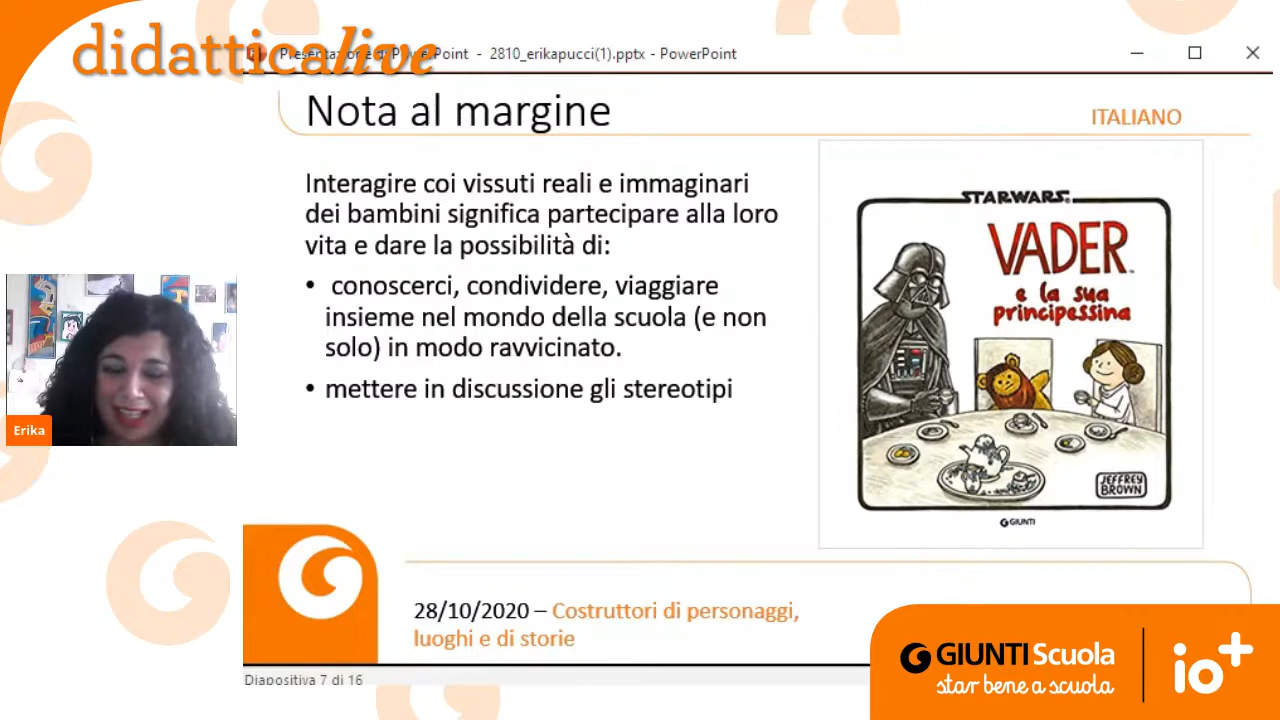 didatticalive
Presentazione di PowerPoint - 2810_erikapucci(1).pptx - PowerPoint
Nota al margine
ITALIANO
Interagire coi vissuti reali e immaginari
dei bambini significa partecipare alla loro
vita e dare la possibilità di:
• conoscerci, condividere, viaggiare
insieme nel mondo della scuola (e non
solo) in modo ravvicinato.
• mettere in discussione gli stereotipi
STAR WARS
VADER
e la sua
principessina
JEFFREY
BROWN
GIUNTI
Erika
28/10/2020 – Costruttori di personaggi,
luoghi e di storie
Diapositiva 7 di 16
GIUNTI Scuola
star bene a scuola
io+